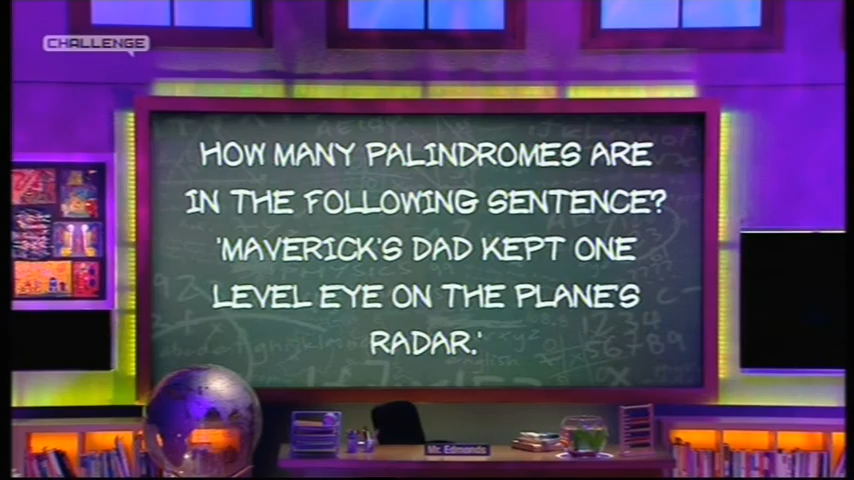 CHALLENGE
HOW MANY PALINDROMES ARE
IN THE FOLLOWING SENTENCE?
'MAVERICK'S DAD KEPT ONE
LEVEL EYE ON THE PLANE'S
RADAR.'
Mr. Edmonds